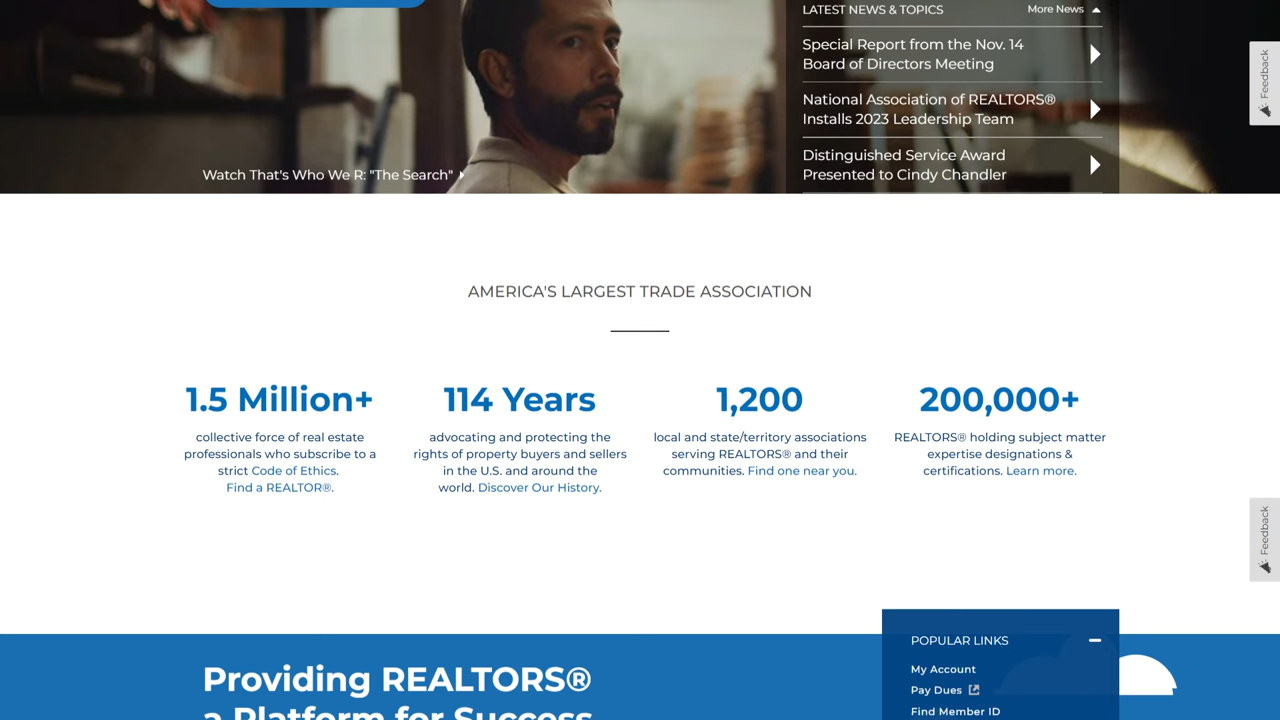 LATEST NEWS & TOPICS
More News
Special Report from the Nov. 14
Board of Directors Meeting
National Association of REALTORS®
Installs 2023 Leadership Team
Distinguished Service Award
Presented to Cindy Chandler
Watch That's Who We R: "The Search"
Feedback
AMERICA'S LARGEST TRADE ASSOCIATION
1.5 Million+
collective force of real estate
professionals who subscribe to a
strict Code of Ethics.
Find a REALTOR®.
114 Years
advocating and protecting the
rights of property buyers and sellers
in the U.S. and around the
world. Discover Our History.
1,200
local and state/territory associations
serving REALTORS® and their
communities. Find one near you.
200,000+
REALTORS® holding subject matter
expertise designations &
certifications. Learn more.
Feedback
Providing REALTORS®
a Platform for Success
POPULAR LINKS
My Account
Pay Dues
Find Member ID